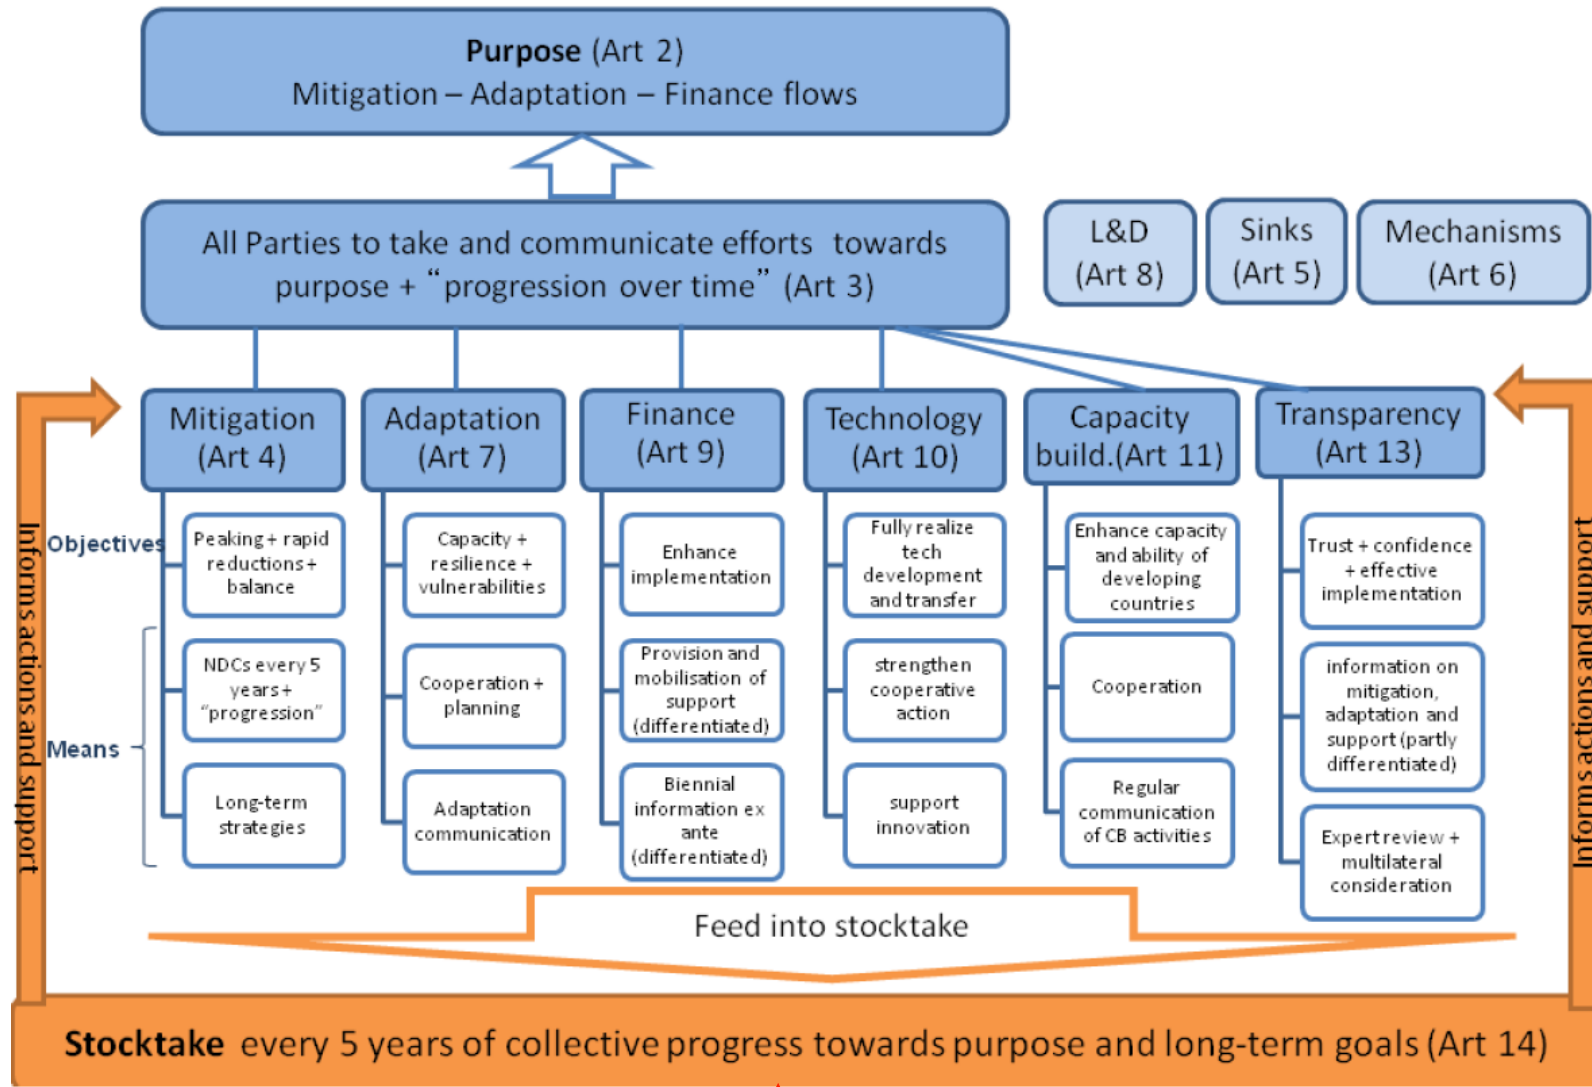 Purpose (Art 2)
Mitigation – Adaptation – Finance flows
All Parties to take and communicate efforts towards
purpose + “progression over time” (Art 3)
L&D
(Art 8)
Sinks
(Art 5)
Mechanisms
(Art 6)
Mitigation
(Art 4)
Adaptation
(Art 7)
Finance
(Art 9)
Technology
(Art 10)
Capacity
build.(Art 11)
Transparency
(Art 13)
Informs actions and support
Objectives
Means
Peaking + rapid
reductions +
balance
NDCs every 5
years +
“progression”
Long-term
strategies
Capacity +
resilience +
vulnerabilities
Cooperation +
planning
Adaptation
communication
Enhance
implementation
Provision and
mobilisation of
support
(differentiated)
Biennial
information ex
ante
(differentiated)
Fully realize
tech
development
and transfer
strengthen
cooperative
action
support
innovation
Enhance capacity
and ability of
developing
countries
Cooperation
Regular
communication
of CB activities
Trust + confidence
+ effective
implementation
information on
mitigation,
adaptation and
support (partly
differentiated)
Expert review +
multilateral
consideration
Informs actions and support
Feed into stocktake
Stocktake every 5 years of collective progress towards purpose and long-term goals (Art 14)